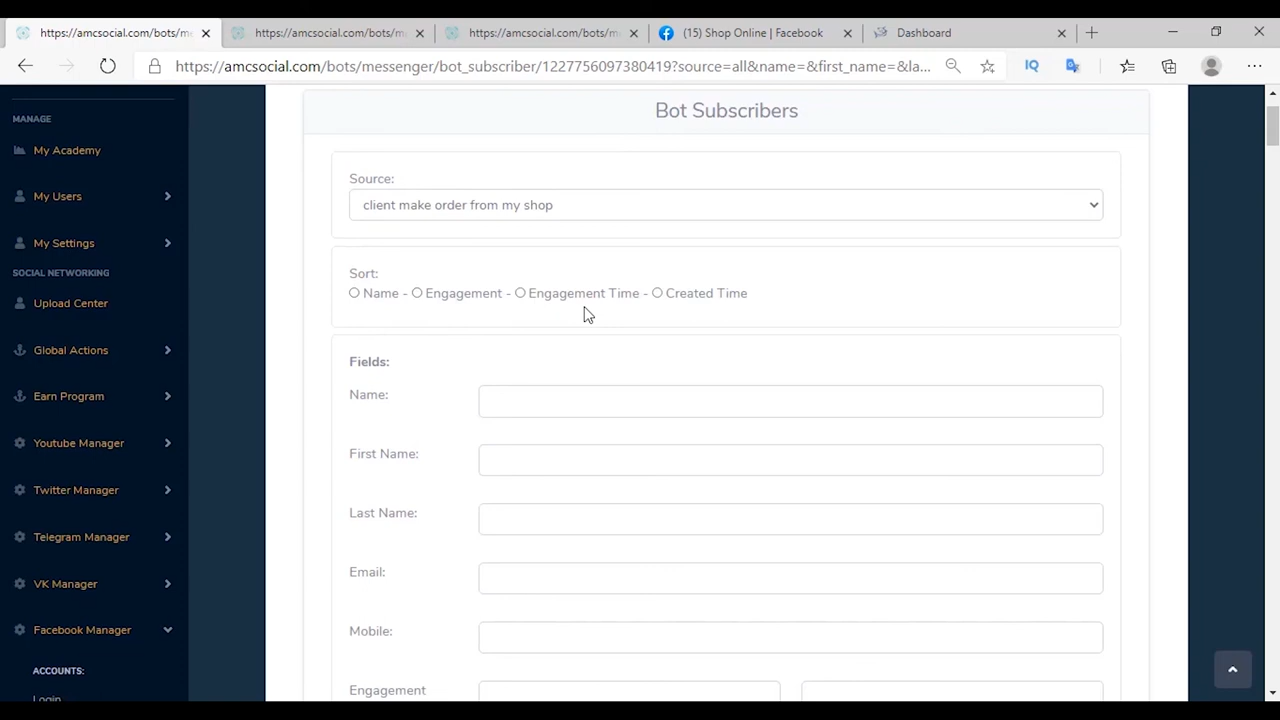 https://amcsocial.com/bots/me
https://amcsocial.com/bots/m
https://amcsocial.com/bots/m
(15) Shop Online | Facebook
Dashboard
https://amcsocial.com/bots/messenger/bot_subscriber/1227756097380419?source=all&name=&first_name=&la...
IQ
MANAGE
My Academy
My Users
My Settings
SOCIAL NETWORKING
Upload Center
Global Actions
Earn Program
Youtube Manager
Twitter Manager
Telegram Manager
VK Manager
Facebook Manager
ACCOUNTS:
Login
Bot Subscribers
Source:
client make order from my shop
Sort:
Name - Engagement - Engagement Time - Created Time
Fields:
Name:
First Name:
Last Name:
Email:
Mobile:
Engagement